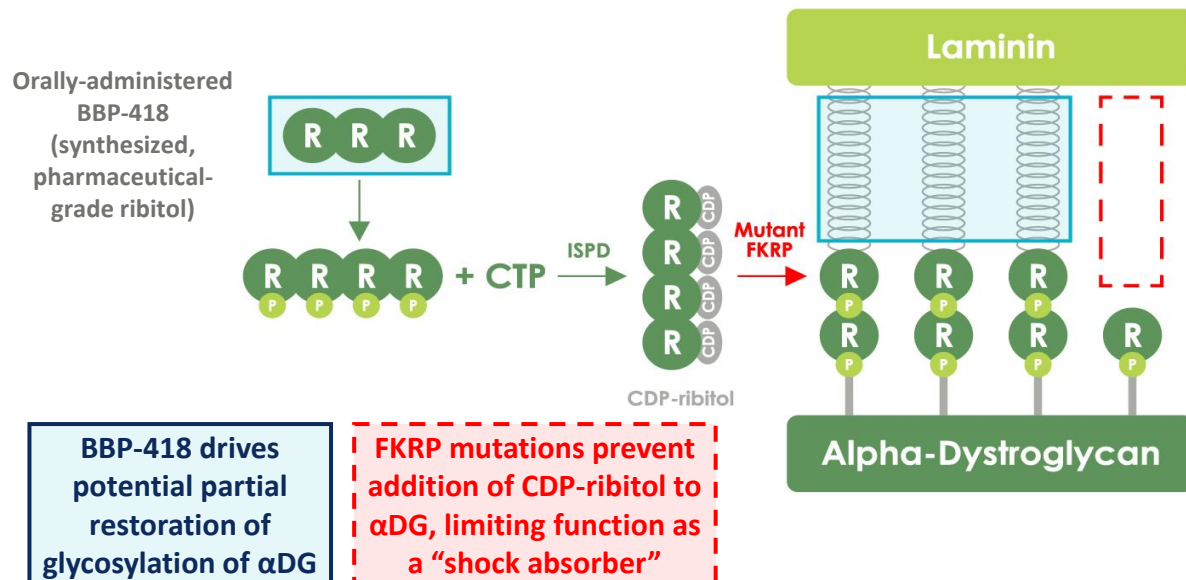 Orally-administered
BBP-418
(synthesized,
pharmaceutical-
grade ribitol)
R R R
R R R R
P P P P
+ CTP
ISPD
R CDP
R CDP
R CDP
R CDP
CDP-ribitol
Mutant
FKRP
Laminin
R R R
P P P
R R R R
P P P P
Alpha-Dystroglycan
BBP-418 drives
potential partial
restoration of
glycosylation of αDG
FKRP mutations prevent
addition of CDP-ribitol to
αDG, limiting function as
a “shock absorber”